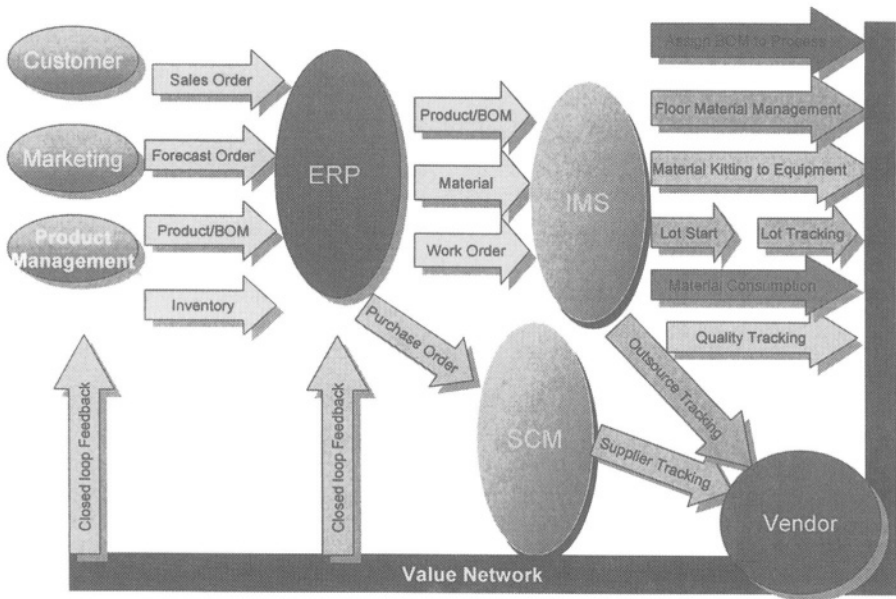 Customer
Marketing
Product
Management
Sales Order
Forecast Order
Product/BOM
Inventory
ERP
Product/BOM
Material
Work Order
Purchase Order
IMS
SCM
Assign BOM to Process
Floor Material Management
Material Kitting to Equipment
Lot Start
Lot Tracking
Material Consumption
Quality Tracking
Outsource Tracking
Supplier Tracking
Vendor
Closed loop Feedback
Closed loop Feedback
Value Network